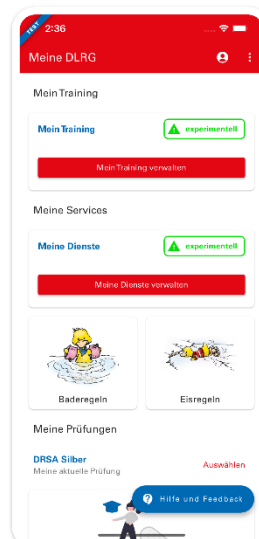 TEST
2:36
Meine DLRG
Mein Training
Mein Training
experimentell
Mein Training verwalten
Meine Services
Meine Dienste
experimentell
Meine Dienste verwalten
Baderegeln
Eisregeln
Meine Prüfungen
DRSA Silber
Meine aktuelle Prüfung
Auswählen
Hilfe und Feedback